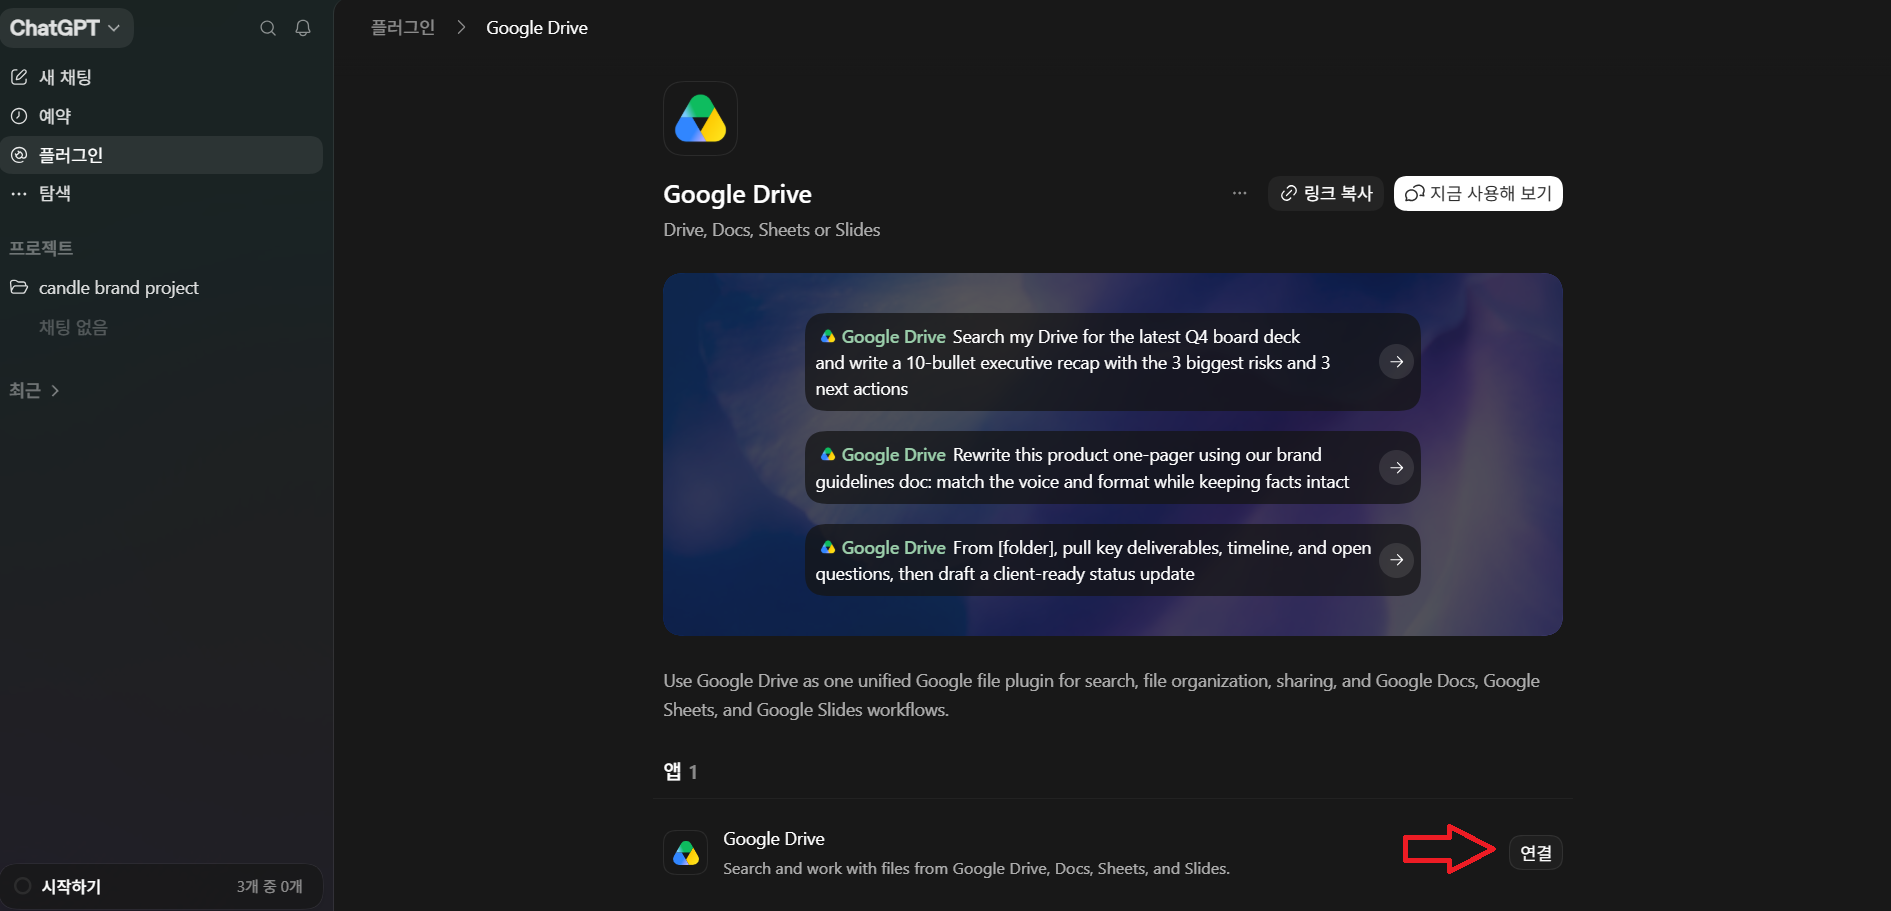 ChatGPT
새 채팅
예약
플러그인
탐색
프로젝트
candle brand project
채팅 없음
최근
시작하기
3개 중 0개
플러그인
Google Drive
Google Drive
Drive, Docs, Sheets or Slides
링크 복사
지금 사용해 보기
Google Drive Search my Drive for the latest Q4 board deck
and write a 10-bullet executive recap with the 3 biggest risks and 3
next actions
Google Drive Rewrite this product one-pager using our brand
guidelines doc: match the voice and format while keeping facts intact
Google Drive From [folder], pull key deliverables, timeline, and open
questions, then draft a client-ready status update
Use Google Drive as one unified Google file plugin for search, file organization, sharing, and Google Docs, Google
Sheets, and Google Slides workflows.
앱 1
Google Drive
Search and work with files from Google Drive, Docs, Sheets, and Slides.
연결